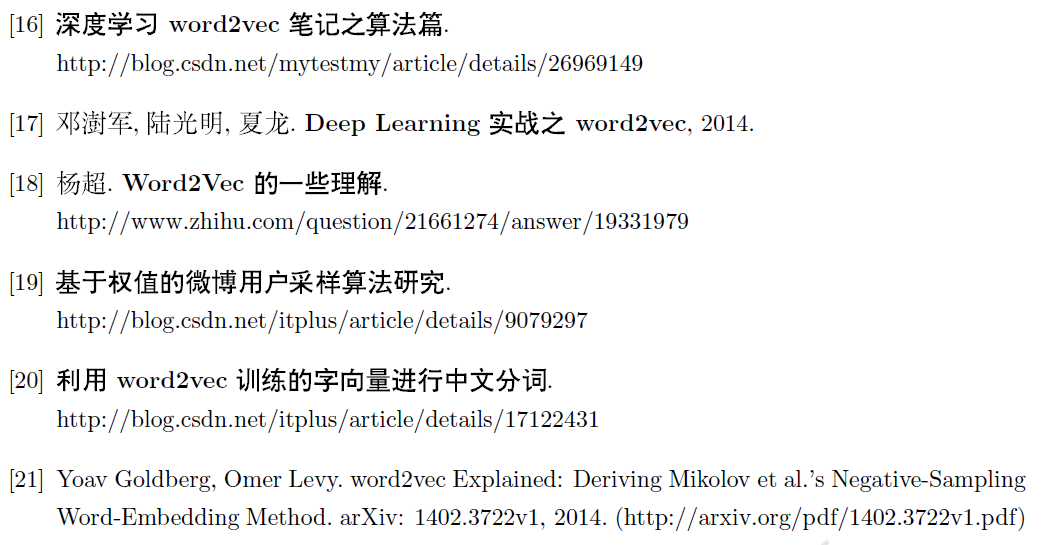 [16] 深度学习 word2vec 笔记之算法篇.
http://blog.csdn.net/mytestmy/article/details/26969149
[17] 邓澍军, 陆光明, 夏龙. Deep Learning 实战之 word2vec, 2014.
[18] 杨超. Word2Vec 的一些理解.
http://www.zhihu.com/question/21661274/answer/19331979
[19] 基于权值的微博用户采样算法研究.
http://blog.csdn.net/itplus/article/details/9079297
[20] 利用 word2vec 训练的字向量进行中文分词.
http://blog.csdn.net/itplus/article/details/17122431
[21] Yoav Goldberg, Omer Levy. word2vec Explained: Deriving Mikolov et al.'s Negative-Sampling
Word-Embedding Method. arXiv: 1402.3722v1, 2014. (http://arxiv.org/pdf/1402.3722v1.pdf)